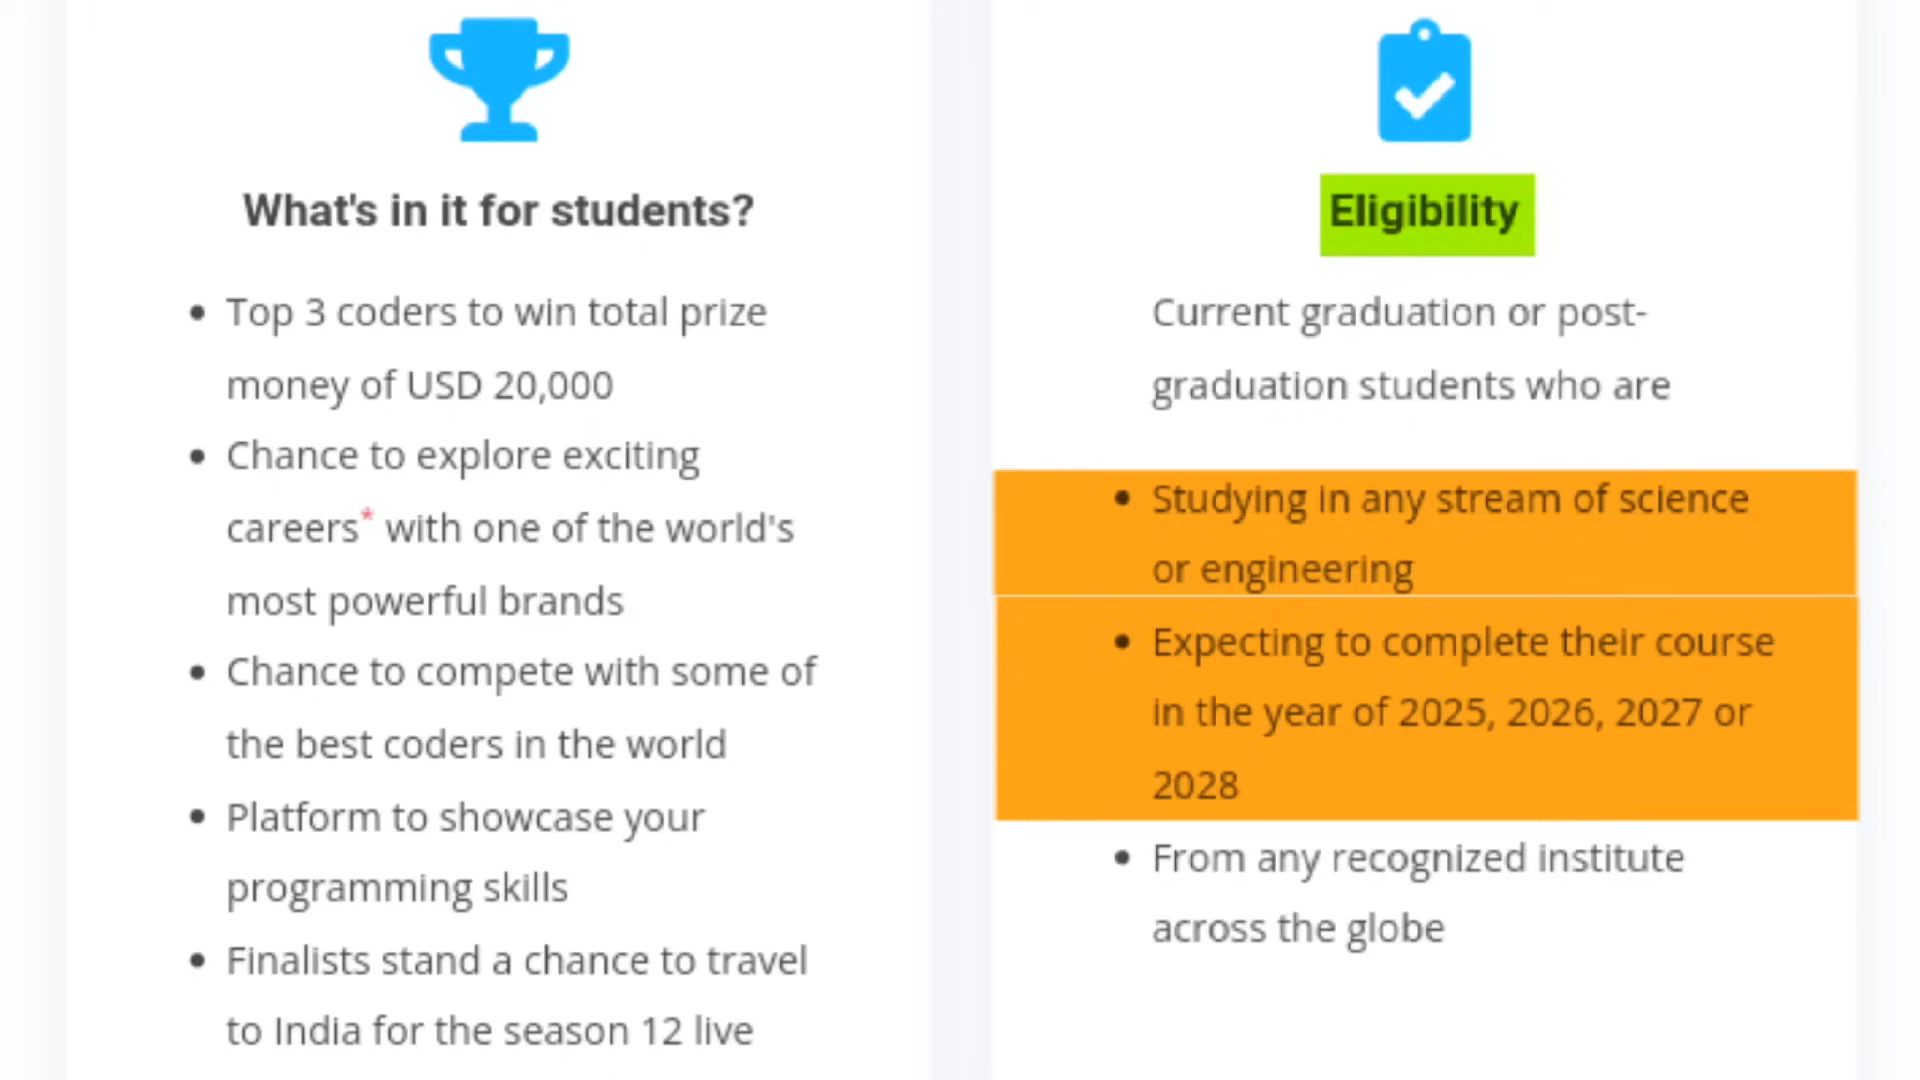 What's in it for students?
• Top 3 coders to win total prize
money of USD 20,000
• Chance to explore exciting
careers* with one of the world's
most powerful brands
• Chance to compete with some of
the best coders in the world
• Platform to showcase your
programming skills
• Finalists stand a chance to travel
to India for the season 12 live
Eligibility
Current graduation or post-
graduation students who are
• Studying in any stream of science
or engineering
• Expecting to complete their course
in the year of 2025, 2026, 2027 or
2028
• From any recognized institute
across the globe